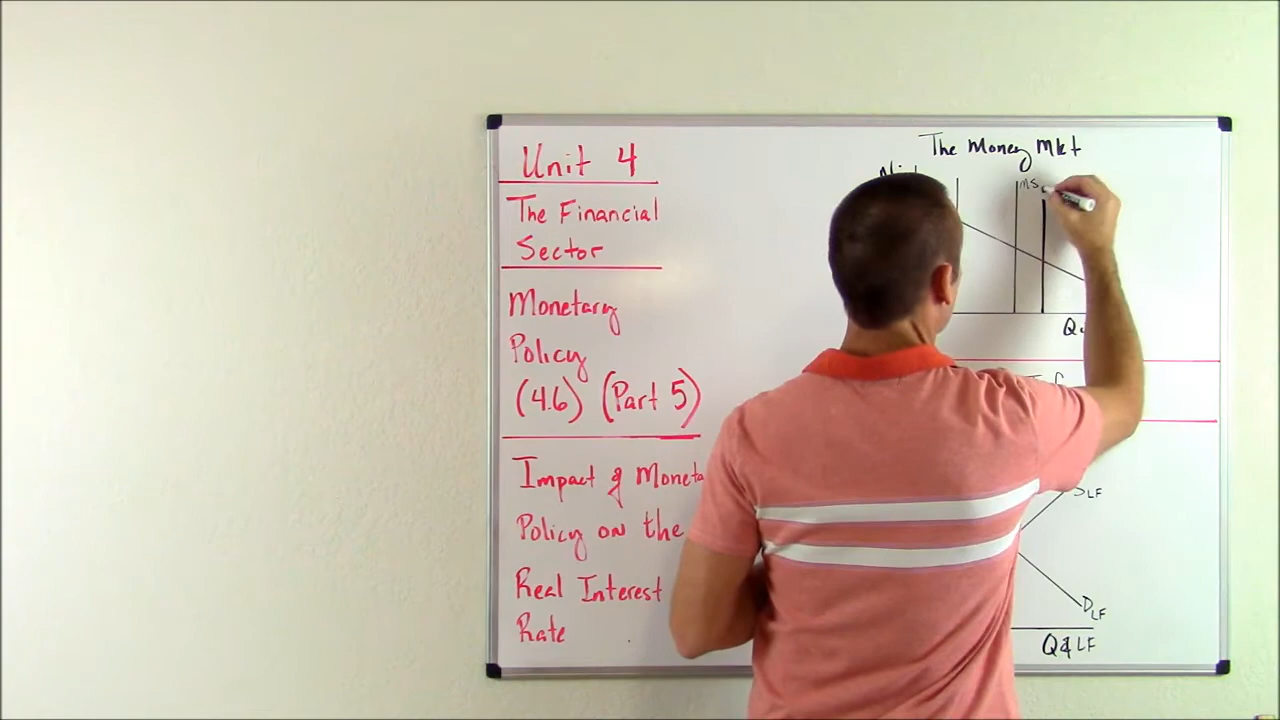 Unit 4
The Financial
Sector
Monetary
Policy
(4.6) (Part 5)
Impact of Moneta
Policy on the
Real Interest
Rate
The Money Mkt
MS
Q
SLF
DLF
Q of LF